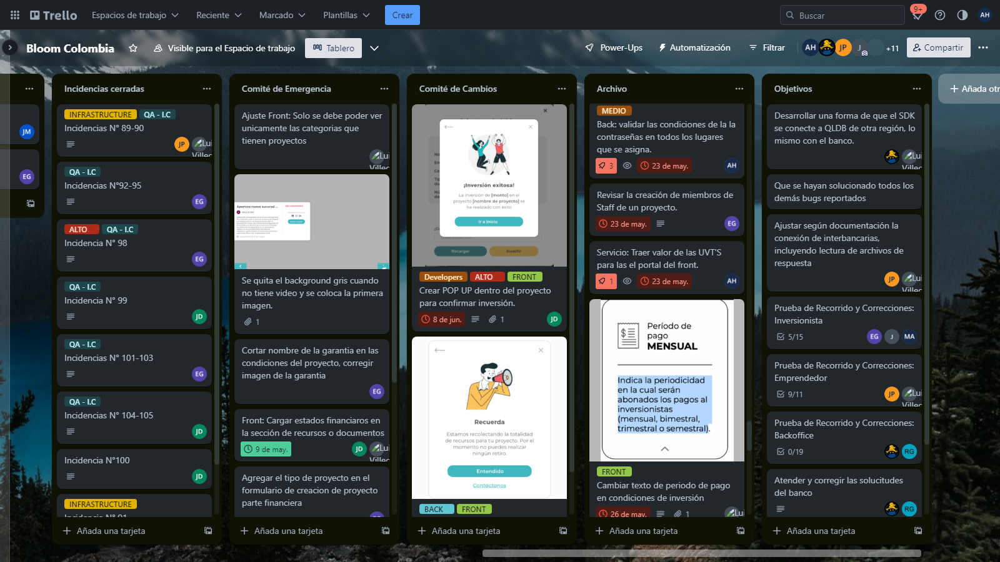 Trello
Espacios de trabajo
Reciente
Marcado
Plantillas
Crear
Buscar
9+
AH
Bloom Colombia
Visible para el Espacio de trabajo
Tablero
Power-Ups
Automatización
Filtrar
AH
JP
J
+11
Compartir
JM
EG
Incidencias cerradas
INFRASTRUCTURE QA - I.C
Incidencias N° 89-90
JP
Lui
Villec
QA - I.C
Incidencias N°92-95
EG
ALTO QA - I.C
Incidencia N° 98
EG
QA - I.C
Incidencia N° 99
JD
QA - I.C
Incidencias N° 101-103
EG
QA - I.C
Incidencias N° 104-105
JD
Incidencia N°100
JD
INFRASTRUCTURE
Incidencia N° 91
Añada una tarjeta
Comité de Emergencia
Ajuste Front: Solo se debe poder ver
unicamente las categorias que
tienen proyectos
Lui
Villec
Apertura nueva sucursal ...
Se quita el background gris cuando
no tiene video y se coloca la primera
imagen.
1
Cortar nombre de la garantia en las
condiciones del proyecto, corregir
imagen de la garantia
EG
Front: Cargar estados financieros en
la sección de recursos o documentos
9 de may.
JD
Lui
Villec
Agregar el tipo de proyecto en el
formulario de creacion de proyecto
parte financiera
Añada una tarjeta
Comité de Cambios
¡Inversión exitosa!
La inversión de [monto] en el
proyecto [nombre de proyecto] se
ha realizado con éxito
Ir a inicio
Recargar
Invertir
Developers ALTO FRONT
Crear POP UP dentro del proyecto
para confirmar inversión.
8 de jun.
1
JD
Recuerda
Estamos recolectando la totalidad
de recursos para tu proyecto. Por el
momento no puedes realizar
ningún retiro.
Entendido
Contáctanos
BACK FRONT
Añada una tarjeta
Archivo
MEDIO
Back: validar las condiciones de la la
contraseñas en todos los lugares
que se asigna.
3
23 de may.
AH
Revisar la creación de miembros de
Staff de un proyecto.
23 de may.
EG
Servicio: Traer valor de las UVT'S
para las el portal del front.
1
23 de may.
AH
Período de
pago
MENSUAL
Indica la periodicidad
en la cual serán
abonados los pagos al
inversionistas
(mensual, bimestral,
trimestral o semestral).
FRONT
Cambiar texto de periodo de pago
en condiciones de inversión
26 de may.
1
Lui
Añada una tarjeta
Objetivos
Desarrollar una forma de que el SDK
se conecte a QLDB de otra región, lo
mismo con el banco.
Lui
Villec
Que se hayan solucionado todos los
demás bugs reportados
Ajustar según documentación la
conexión de interbancarias,
incluyendo lectura de archivos de
respuesta
JP
Lui
Villec
Prueba de Recorrido y Correcciones:
Inversionista
5/15
EG
J
MA
Prueba de Recorrido y Correcciones:
Emprendedor
9/11
JP
Lui
Villec
Prueba de Recorrido y Correcciones:
Backoffice
0/19
RG
Atender y corregir las solucitudes
del banco
RG
Añada una tarjeta
Añada otr